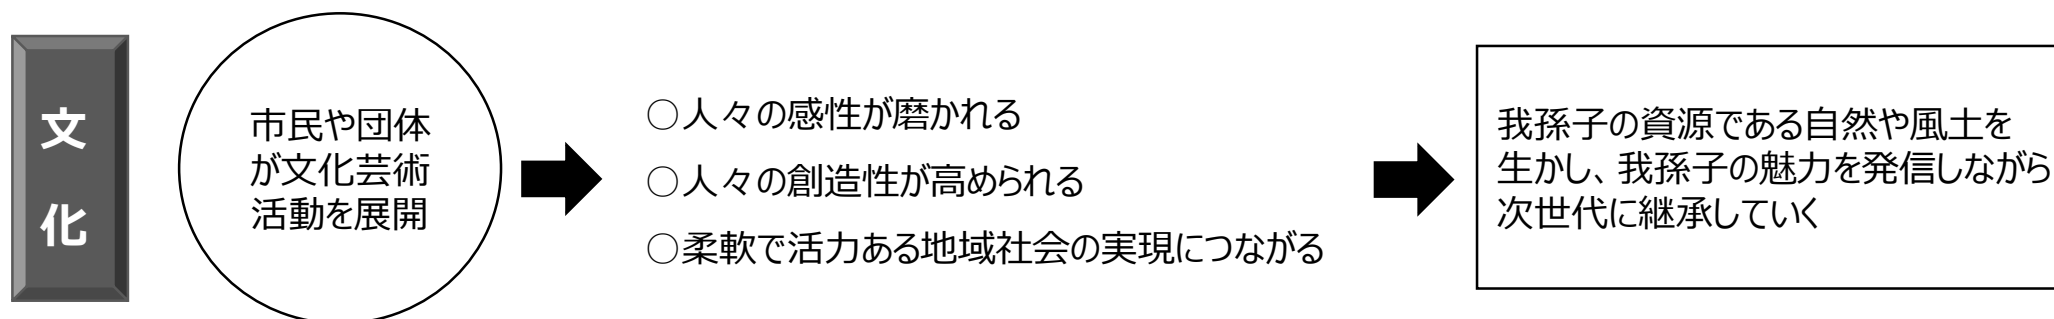 文
化
市民や団体
が文化芸術
活動を展開
○人々の感性が磨かれる
○人々の創造性が高められる
○柔軟で活力ある地域社会の実現につながる
我孫子の資源である自然や風土を
生かし、我孫子の魅力を発信しながら
次世代に継承していく